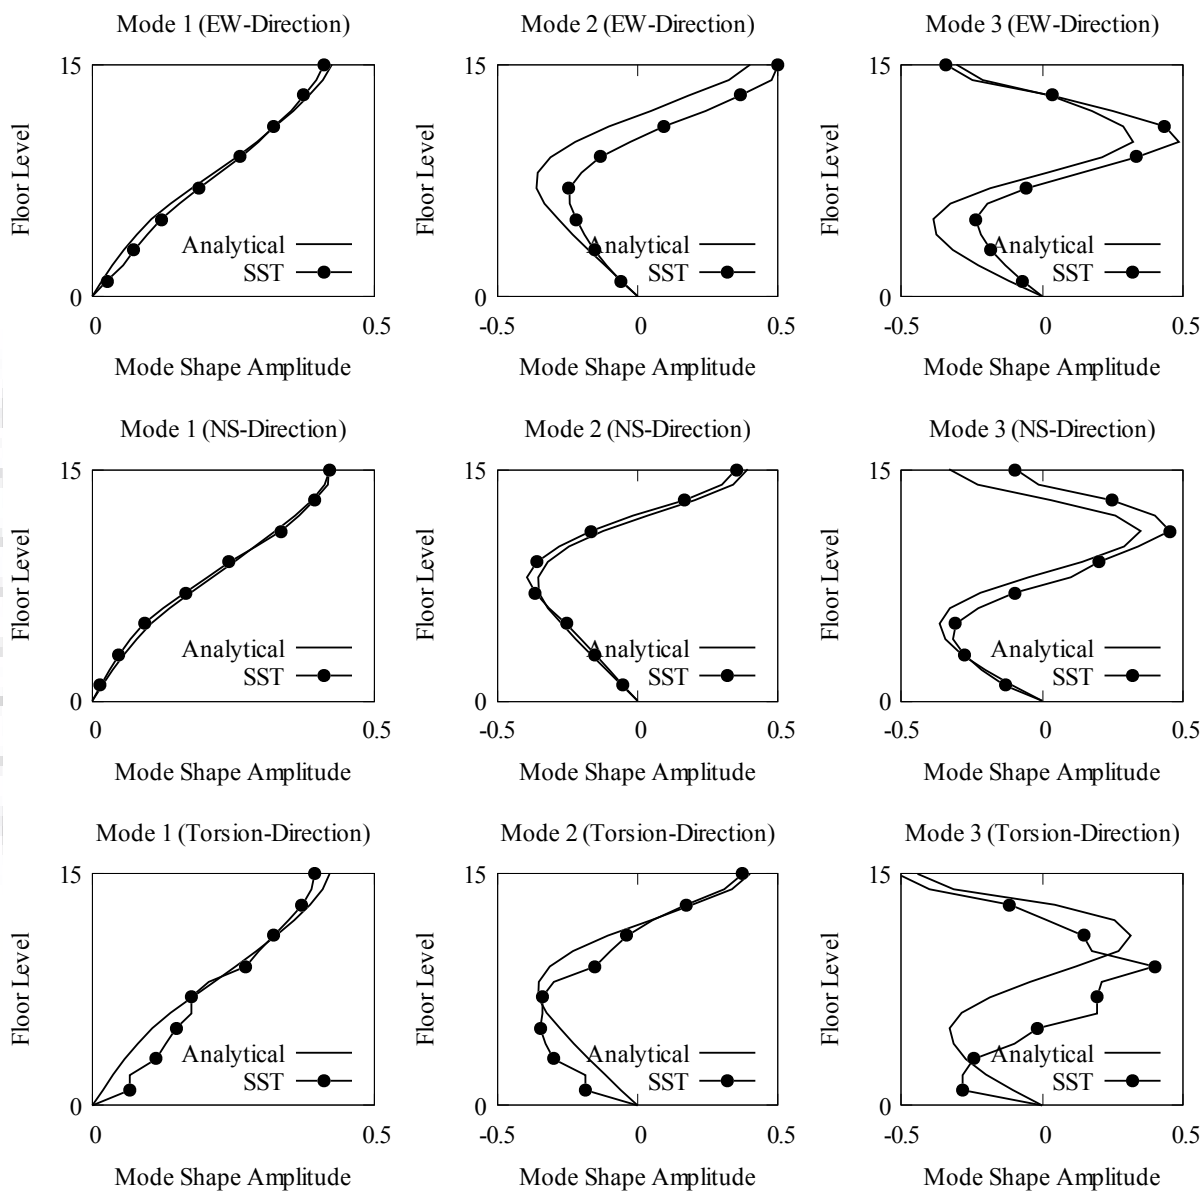 Mode 1 (EW-Direction)
Mode 2 (EW-Direction)
Mode 3 (EW-Direction)
15
Floor Level
Analytical
SST
0
0 0.5
Mode Shape Amplitude
15
Floor Level
Analytical
SST
0
-0.5 0 0.5
Mode Shape Amplitude
15
Floor Level
Analytical
SST
0
-0.5 0 0.5
Mode Shape Amplitude
Mode 1 (NS-Direction)
Mode 2 (NS-Direction)
Mode 3 (NS-Direction)
15
Floor Level
Analytical
SST
0
0 0.5
Mode Shape Amplitude
15
Floor Level
Analytical
SST
0
-0.5 0 0.5
Mode Shape Amplitude
15
Floor Level
Analytical
SST
0
-0.5 0 0.5
Mode Shape Amplitude
Mode 1 (Torsion-Direction)
Mode 2 (Torsion-Direction)
Mode 3 (Torsion-Direction)
15
Floor Level
Analytical
SST
0
0 0.5
Mode Shape Amplitude
15
Floor Level
Analytical
SST
0
-0.5 0 0.5
Mode Shape Amplitude
15
Floor Level
Analytical
SST
0
-0.5 0 0.5
Mode Shape Amplitude